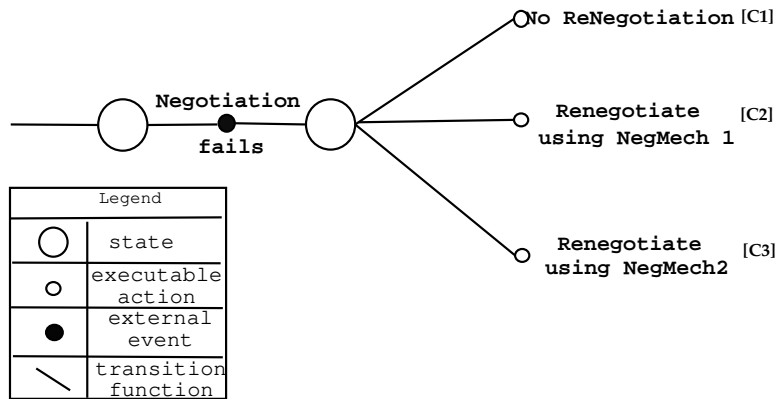 No ReNegotiation [C1]
Negotiation
fails
Renegotiate [C2]
using NegMech 1
Renegotiate [C3]
using NegMech2
Legend
state
executable
action
external
event
transition
function